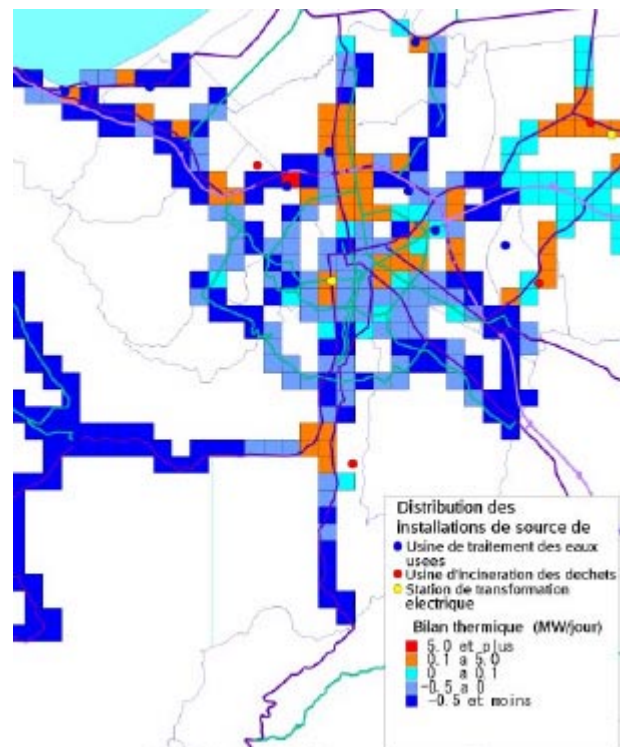 Distribution des
installations de source de
Usine de traitement des eaux
usees
Usine d'incineration des dechets
Station de transformation
electrique
Bilan thermique (MW/jour)
5.0 et plus
0.1 a 5.0
0 a 0.1
-0.5 a 0
-0.5 et moins